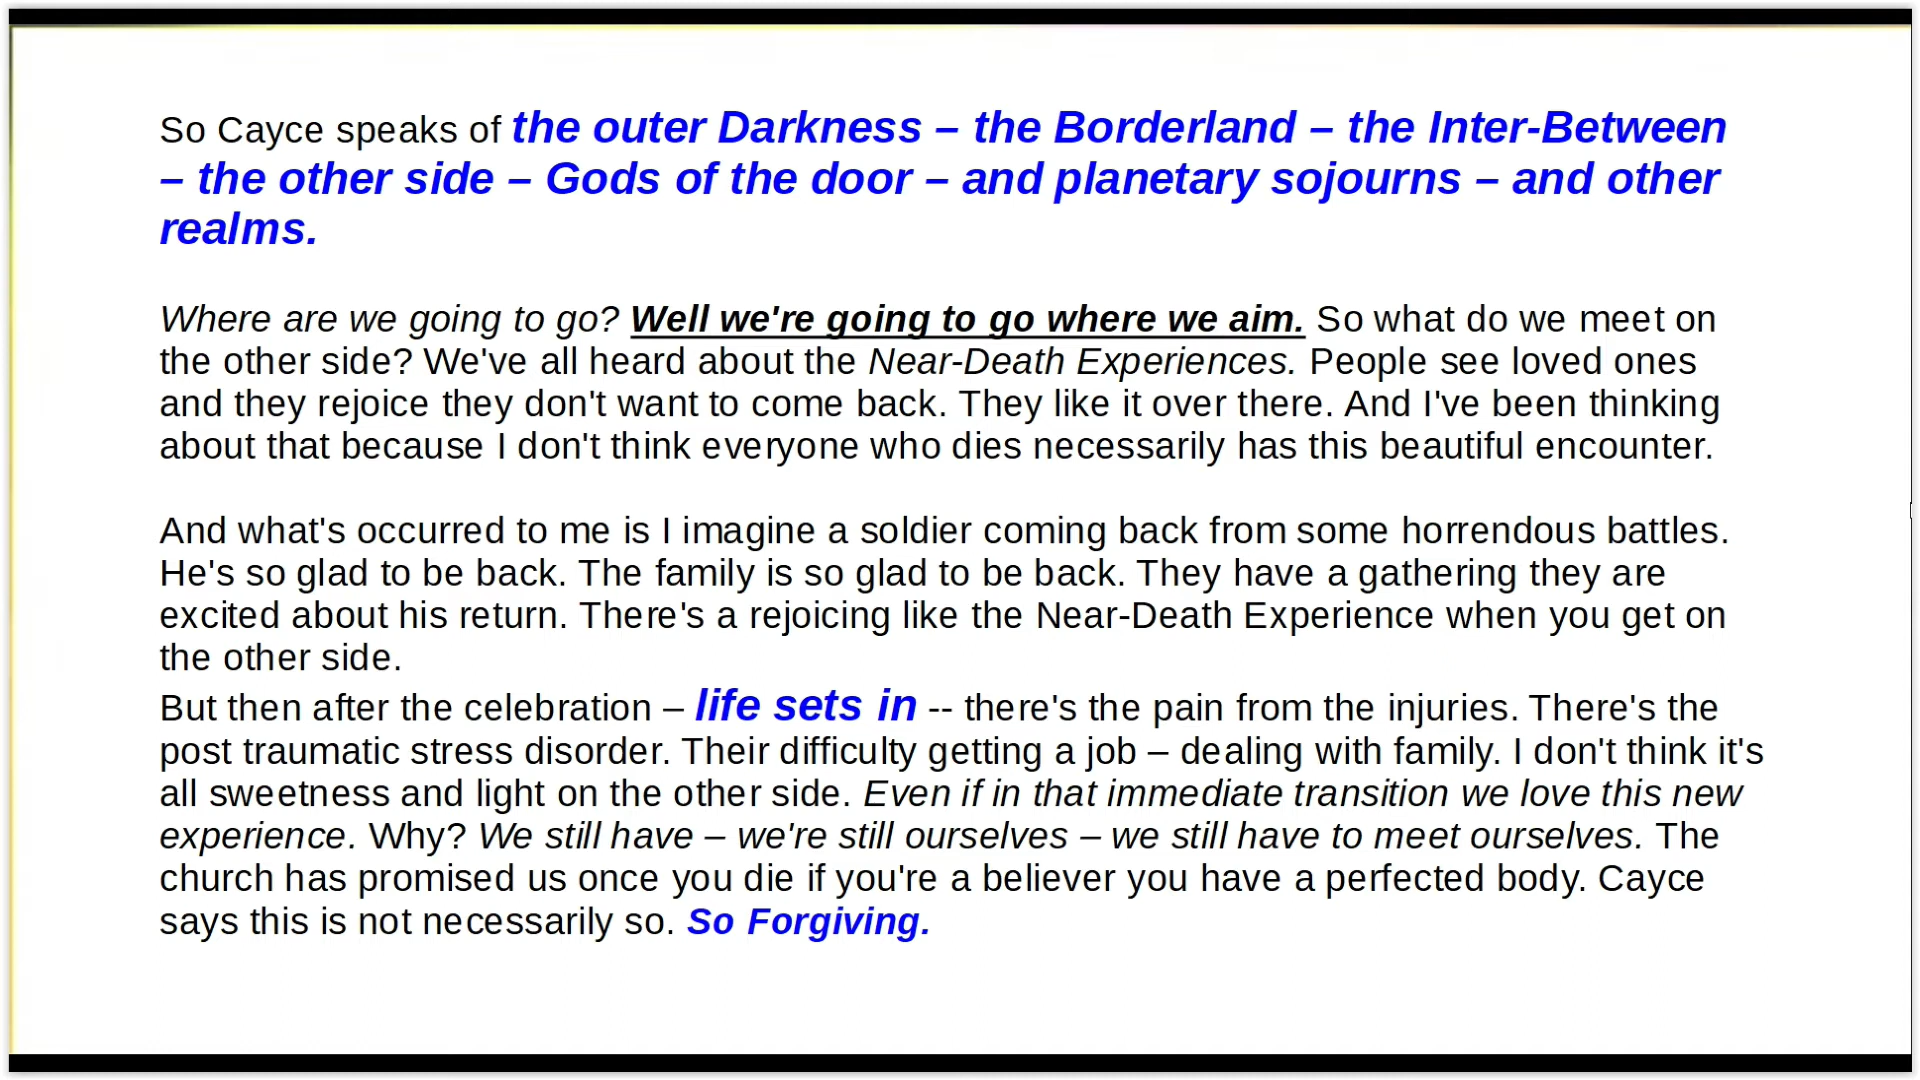 So Cayce speaks of the outer Darkness – the Borderland – the Inter-Between
– the other side – Gods of the door – and planetary sojourns – and other
realms.
Where are we going to go? Well we're going to go where we aim. So what do we meet on
the other side? We've all heard about the Near-Death Experiences. People see loved ones
and they rejoice they don't want to come back. They like it over there. And I've been thinking
about that because I don't think everyone who dies necessarily has this beautiful encounter.
And what's occurred to me is I imagine a soldier coming back from some horrendous battles.
He's so glad to be back. The family is so glad to be back. They have a gathering they are
excited about his return. There's a rejoicing like the Near-Death Experience when you get on
the other side.
But then after the celebration – life sets in -- there's the pain from the injuries. There's the
post traumatic stress disorder. Their difficulty getting a job – dealing with family. I don't think it's
all sweetness and light on the other side. Even if in that immediate transition we love this new
experience. Why? We still have – we're still ourselves – we still have to meet ourselves. The
church has promised us once you die if you're a believer you have a perfected body. Cayce
says this is not necessarily so. So Forgiving.